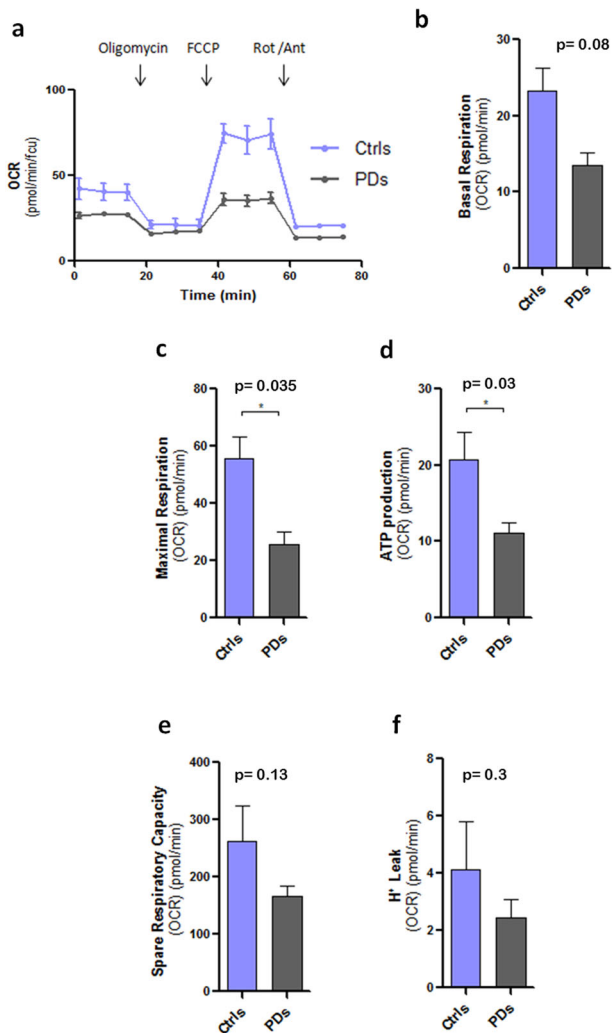 a
Oligomycin FCCP Rot /Ant
100
50
0
OCR
(pmol/min/fcu)
0 20 40 60 80
Time (min)
Ctrls
PDs
b
p= 0.08
30
20
10
0
Basal Respiration
(OCR) (pmol/min)
Ctrls PDs
c
p= 0.035
*
80
60
40
20
0
Maximal Respiration
(OCR) (pmol/min)
Ctrls PDs
d
p= 0.03
*
30
20
10
0
ATP production
(OCR) (pmol/min)
Ctrls PDs
e
p= 0.13
400
300
200
100
0
Spare Respiratory Capacity
(OCR) (pmol/min)
Ctrls PDs
f
p= 0.3
8
6
4
2
0
H⁺ Leak
(OCR) (pmol/min)
Ctrls PDs